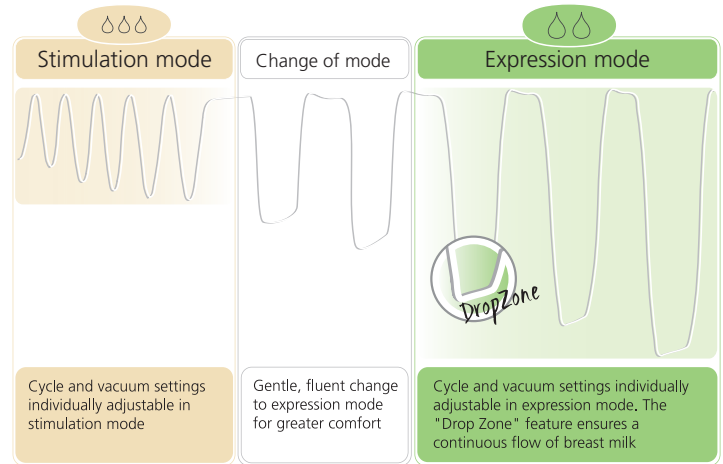 Stimulation mode
Change of mode
Expression mode
DropZone
Cycle and vacuum settings
individually adjustable in
stimulation mode
Gentle, fluent change
to expression mode
for greater comfort
Cycle and vacuum settings individually
adjustable in expression mode. The
"Drop Zone" feature ensures a
continuous flow of breast milk